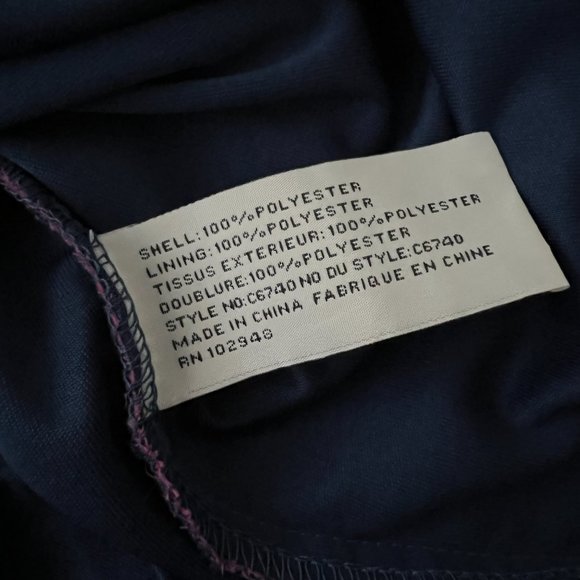 SHELL:100%POLYESTER
LINING:100%POLYESTER
TISSUS EXTERIEUR:100%POLYESTER
DOUBLURE:100%POLYESTER
STYLE NO:C6740 NO DU STYLE:C6740
MADE IN CHINA FABRIQUE EN CHINE
RN 102948